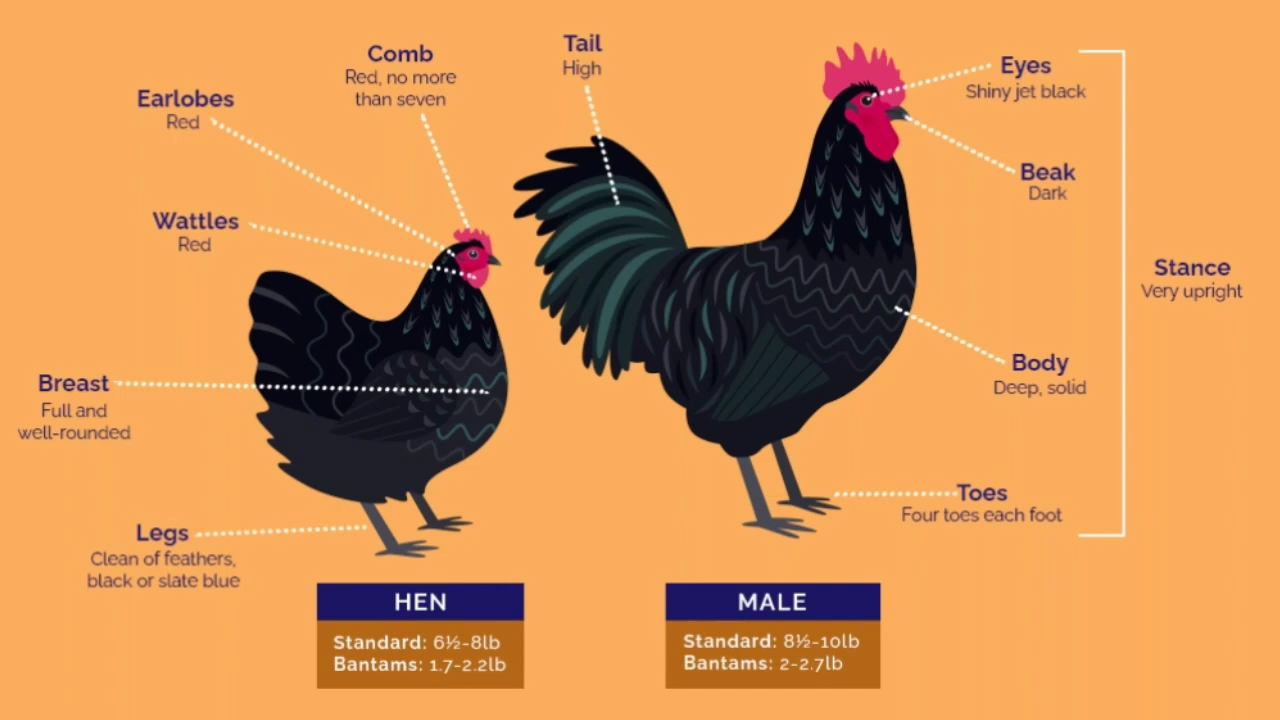 Tail
High
Comb
Red, no more
than seven
Eyes
Shiny jet black
Earlobes
Red
Beak
Dark
Wattles
Red
Stance
Very upright
Body
Deep, solid
Breast
Full and
well-rounded
Toes
Four toes each foot
Legs
Clean of feathers,
black or slate blue
HEN
Standard: 6½-8lb
Bantams: 1.7-2.2lb
MALE
Standard: 8½-10lb
Bantams: 2-2.7lb